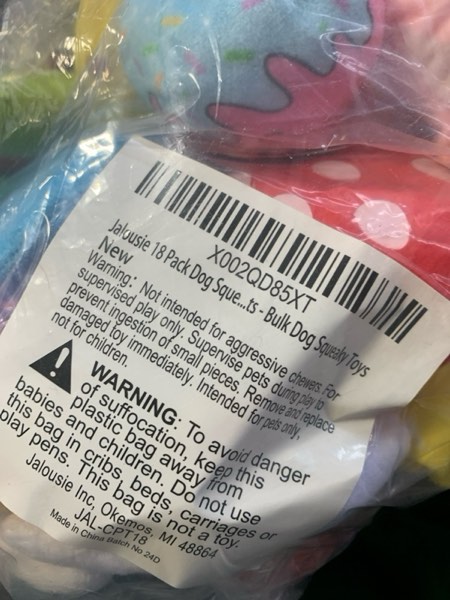 X002QD85XT
Jalousie 18 Pack Dog Sque...ts - Bulk Dog Squeaky Toys
New
Warning: Not intended for aggressive chewers. For
supervised play only. Supervise pets during play to
prevent ingestion of small pieces. Remove and replace
damaged toy immediately. Intended for pets only,
not for children.
WARNING: To avoid danger
of suffocation, keep this
plastic bag away from
babies and children. Do not use
this bag in cribs, beds, carriages or
play pens. This bag is not a toy.
Jalousie Inc, Okemos, MI 48864
JAL-CPT18
Made in China Batch No 24D